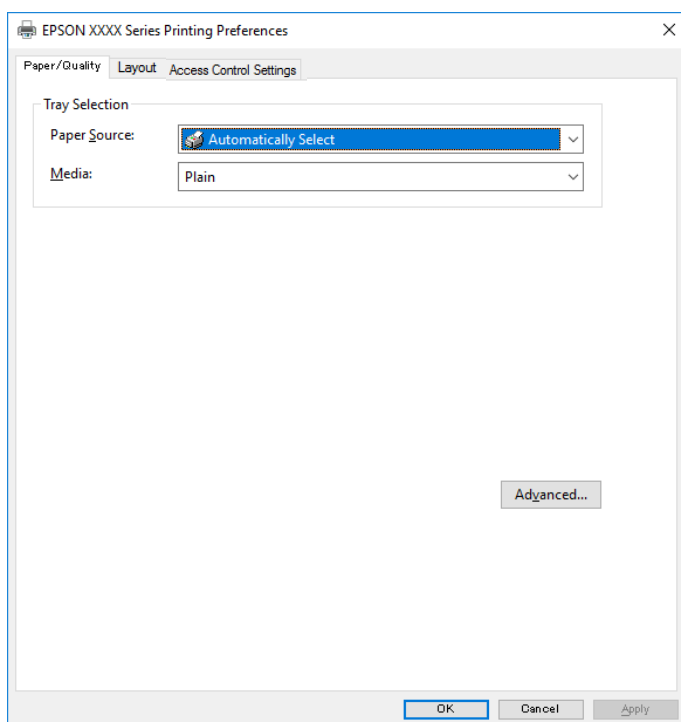 EPSON XXXX Series Printing Preferences
Paper/Quality Layout Access Control Settings
Tray Selection
Paper Source: Automatically Select
Media: Plain
Advanced...
OK Cancel Apply